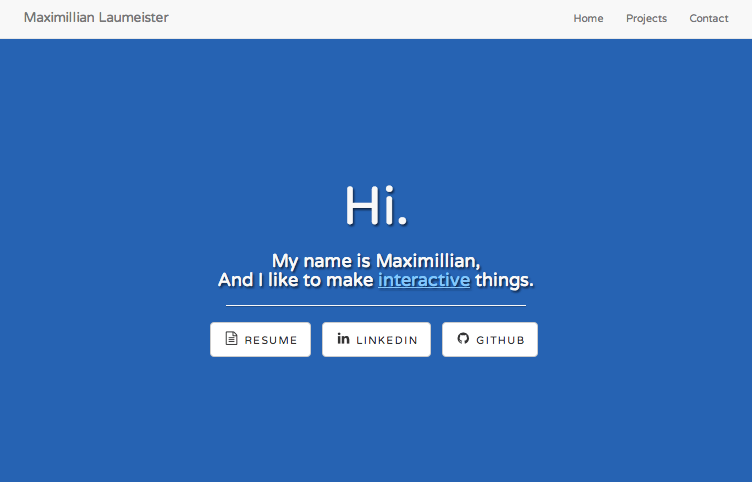 Maximillian Laumeister
Home Projects Contact
Hi.
My name is Maximillian,
And I like to make interactive things.
RESUME LINKEDIN GITHUB